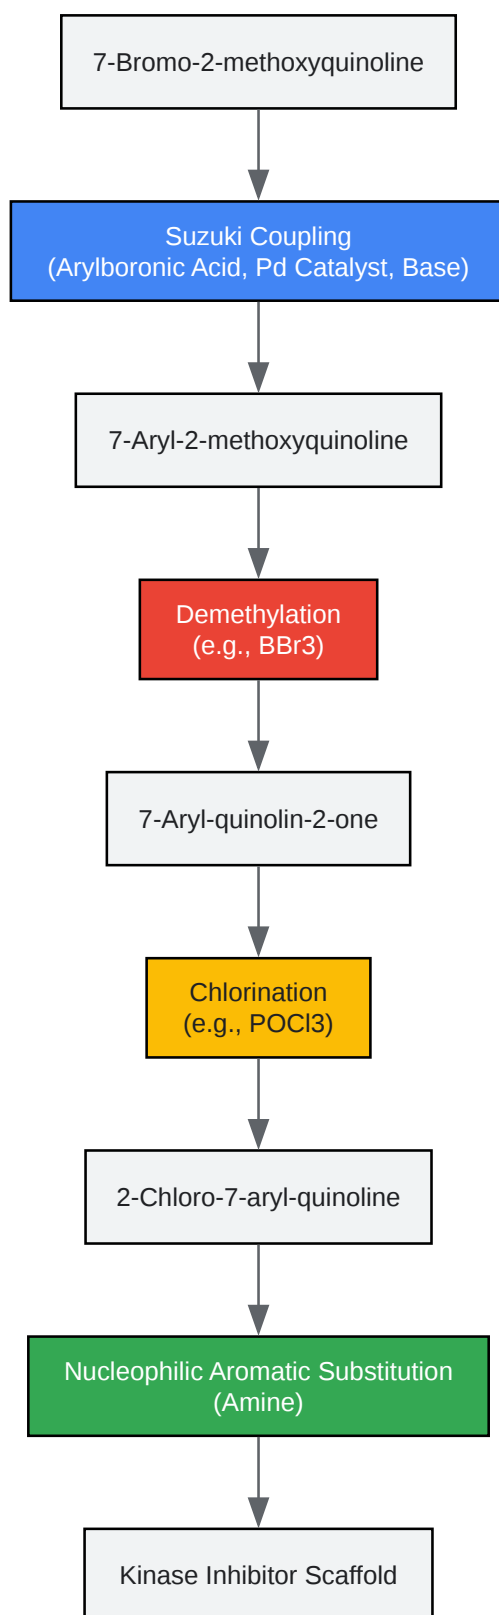 7-Bromo-2-methoxyquinoline
Suzuki Coupling
(Arylboronic Acid, Pd Catalyst, Base)
7-Aryl-2-methoxyquinoline
Demethylation
(e.g., BBr3)
7-Aryl-quinolin-2-one
Chlorination
(e.g., POCl3)
2-Chloro-7-aryl-quinoline
Nucleophilic Aromatic Substitution
(Amine)
Kinase Inhibitor Scaffold